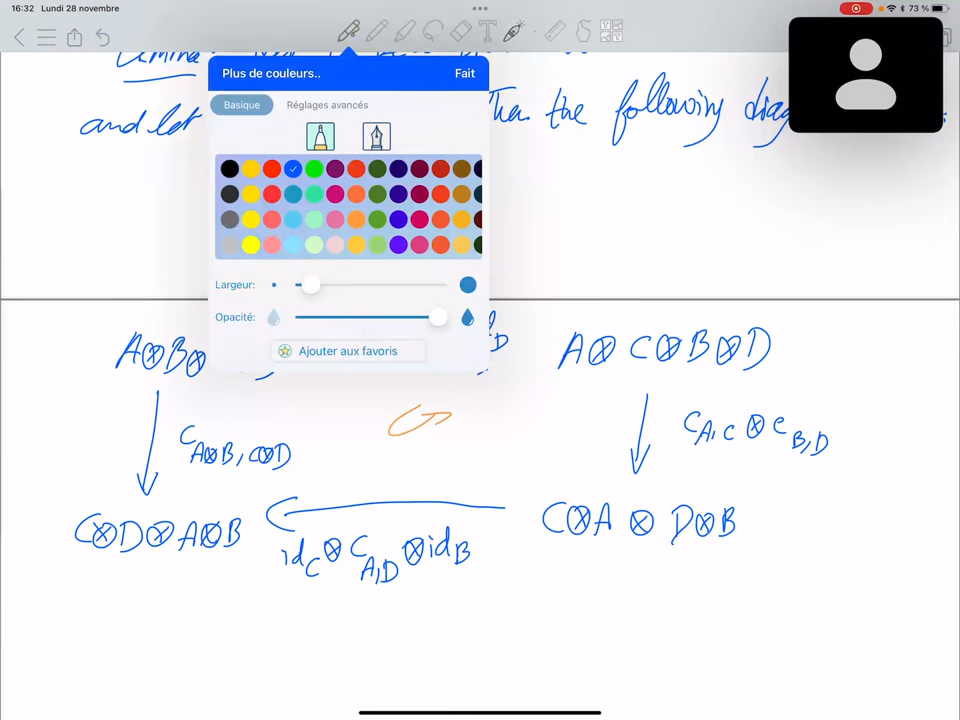 16:32 Lundi 28 novembre
73 %
Plus de couleurs.. Fait
Basique Réglages avancés
and let Then the following
Largeur:
Opacité:
Ajouter aux favoris
A⊗B⊗ D A⊗C⊗B⊗D
c_{A⊗B, C⊗D} c_{A,C} ⊗ c_{B,D}
C⊗D⊗A⊗B C⊗A ⊗ D⊗B
id_C ⊗ c_{A,D} ⊗ id_B